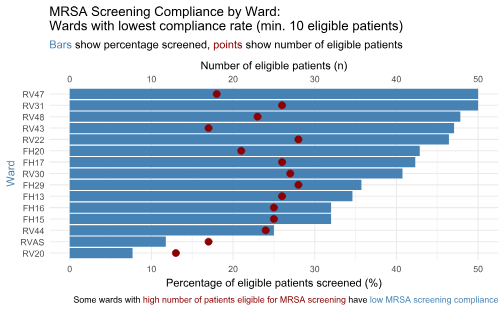 MRSA Screening Compliance by Ward:
Wards with lowest compliance rate (min. 10 eligible patients)
Bars show percentage screened, points show number of eligible patients
Number of eligible patients (n)
0 10 20 30 40 50
Ward
RV47
RV31
RV48
RV43
RV22
FH20
FH17
RV30
FH29
FH13
FH16
FH15
RV44
RVAS
RV20
0 10 20 30 40 50
Percentage of eligible patients screened (%)
Some wards with high number of patients eligible for MRSA screening have low MRSA screening compliance